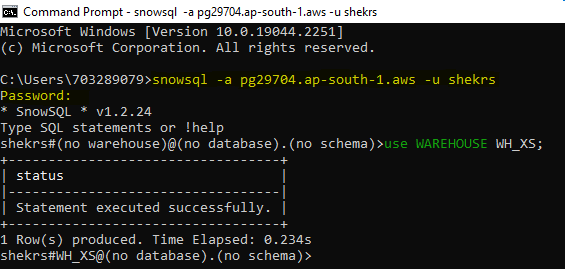 Command Prompt - snowsql -a pg29704.ap-south-1.aws -u shekrs
Microsoft Windows [Version 10.0.19044.2251]
(c) Microsoft Corporation. All rights reserved.
C:\Users\703289079>snowsql -a pg29704.ap-south-1.aws -u shekrs
Password:
* SnowSQL * v1.2.24
Type SQL statements or !help
shekrs#(no warehouse)@(no database).(no schema)>use WAREHOUSE WH_XS;
+----------------------------------+
| status                           |
|----------------------------------|
| Statement executed successfully. |
+----------------------------------+
1 Row(s) produced. Time Elapsed: 0.234s
shekrs#WH_XS@(no database).(no schema)>